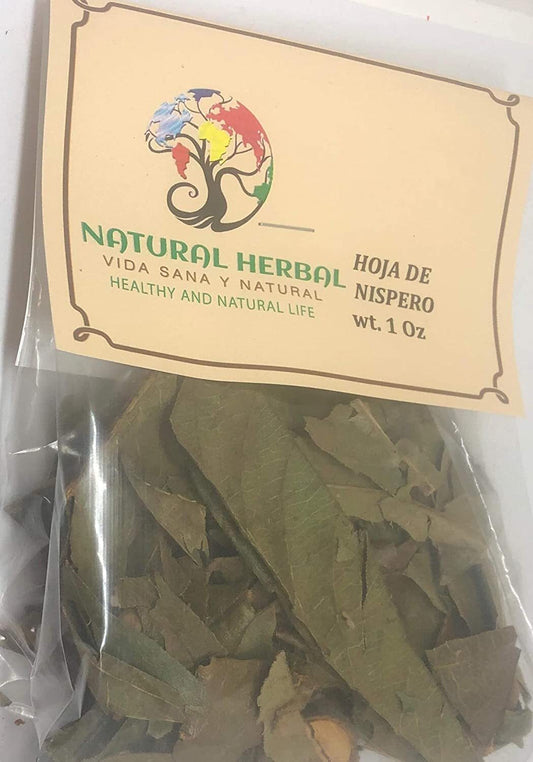 NATURAL HERBAL
VIDA SANA Y NATURAL
HEALTHY AND NATURAL LIFE
HOJA DE
NISPERO
wt. 1 Oz